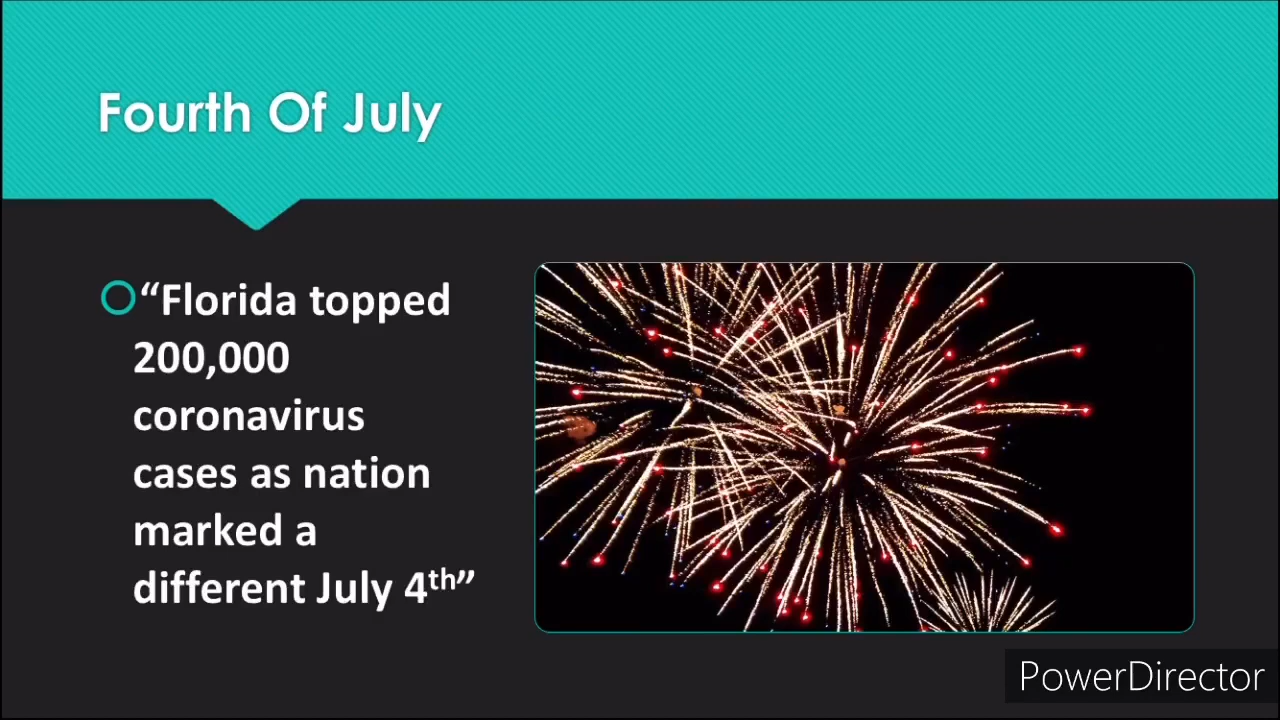 Fourth Of July
“Florida topped
200,000
coronavirus
cases as nation
marked a
different July 4th”
PowerDirector